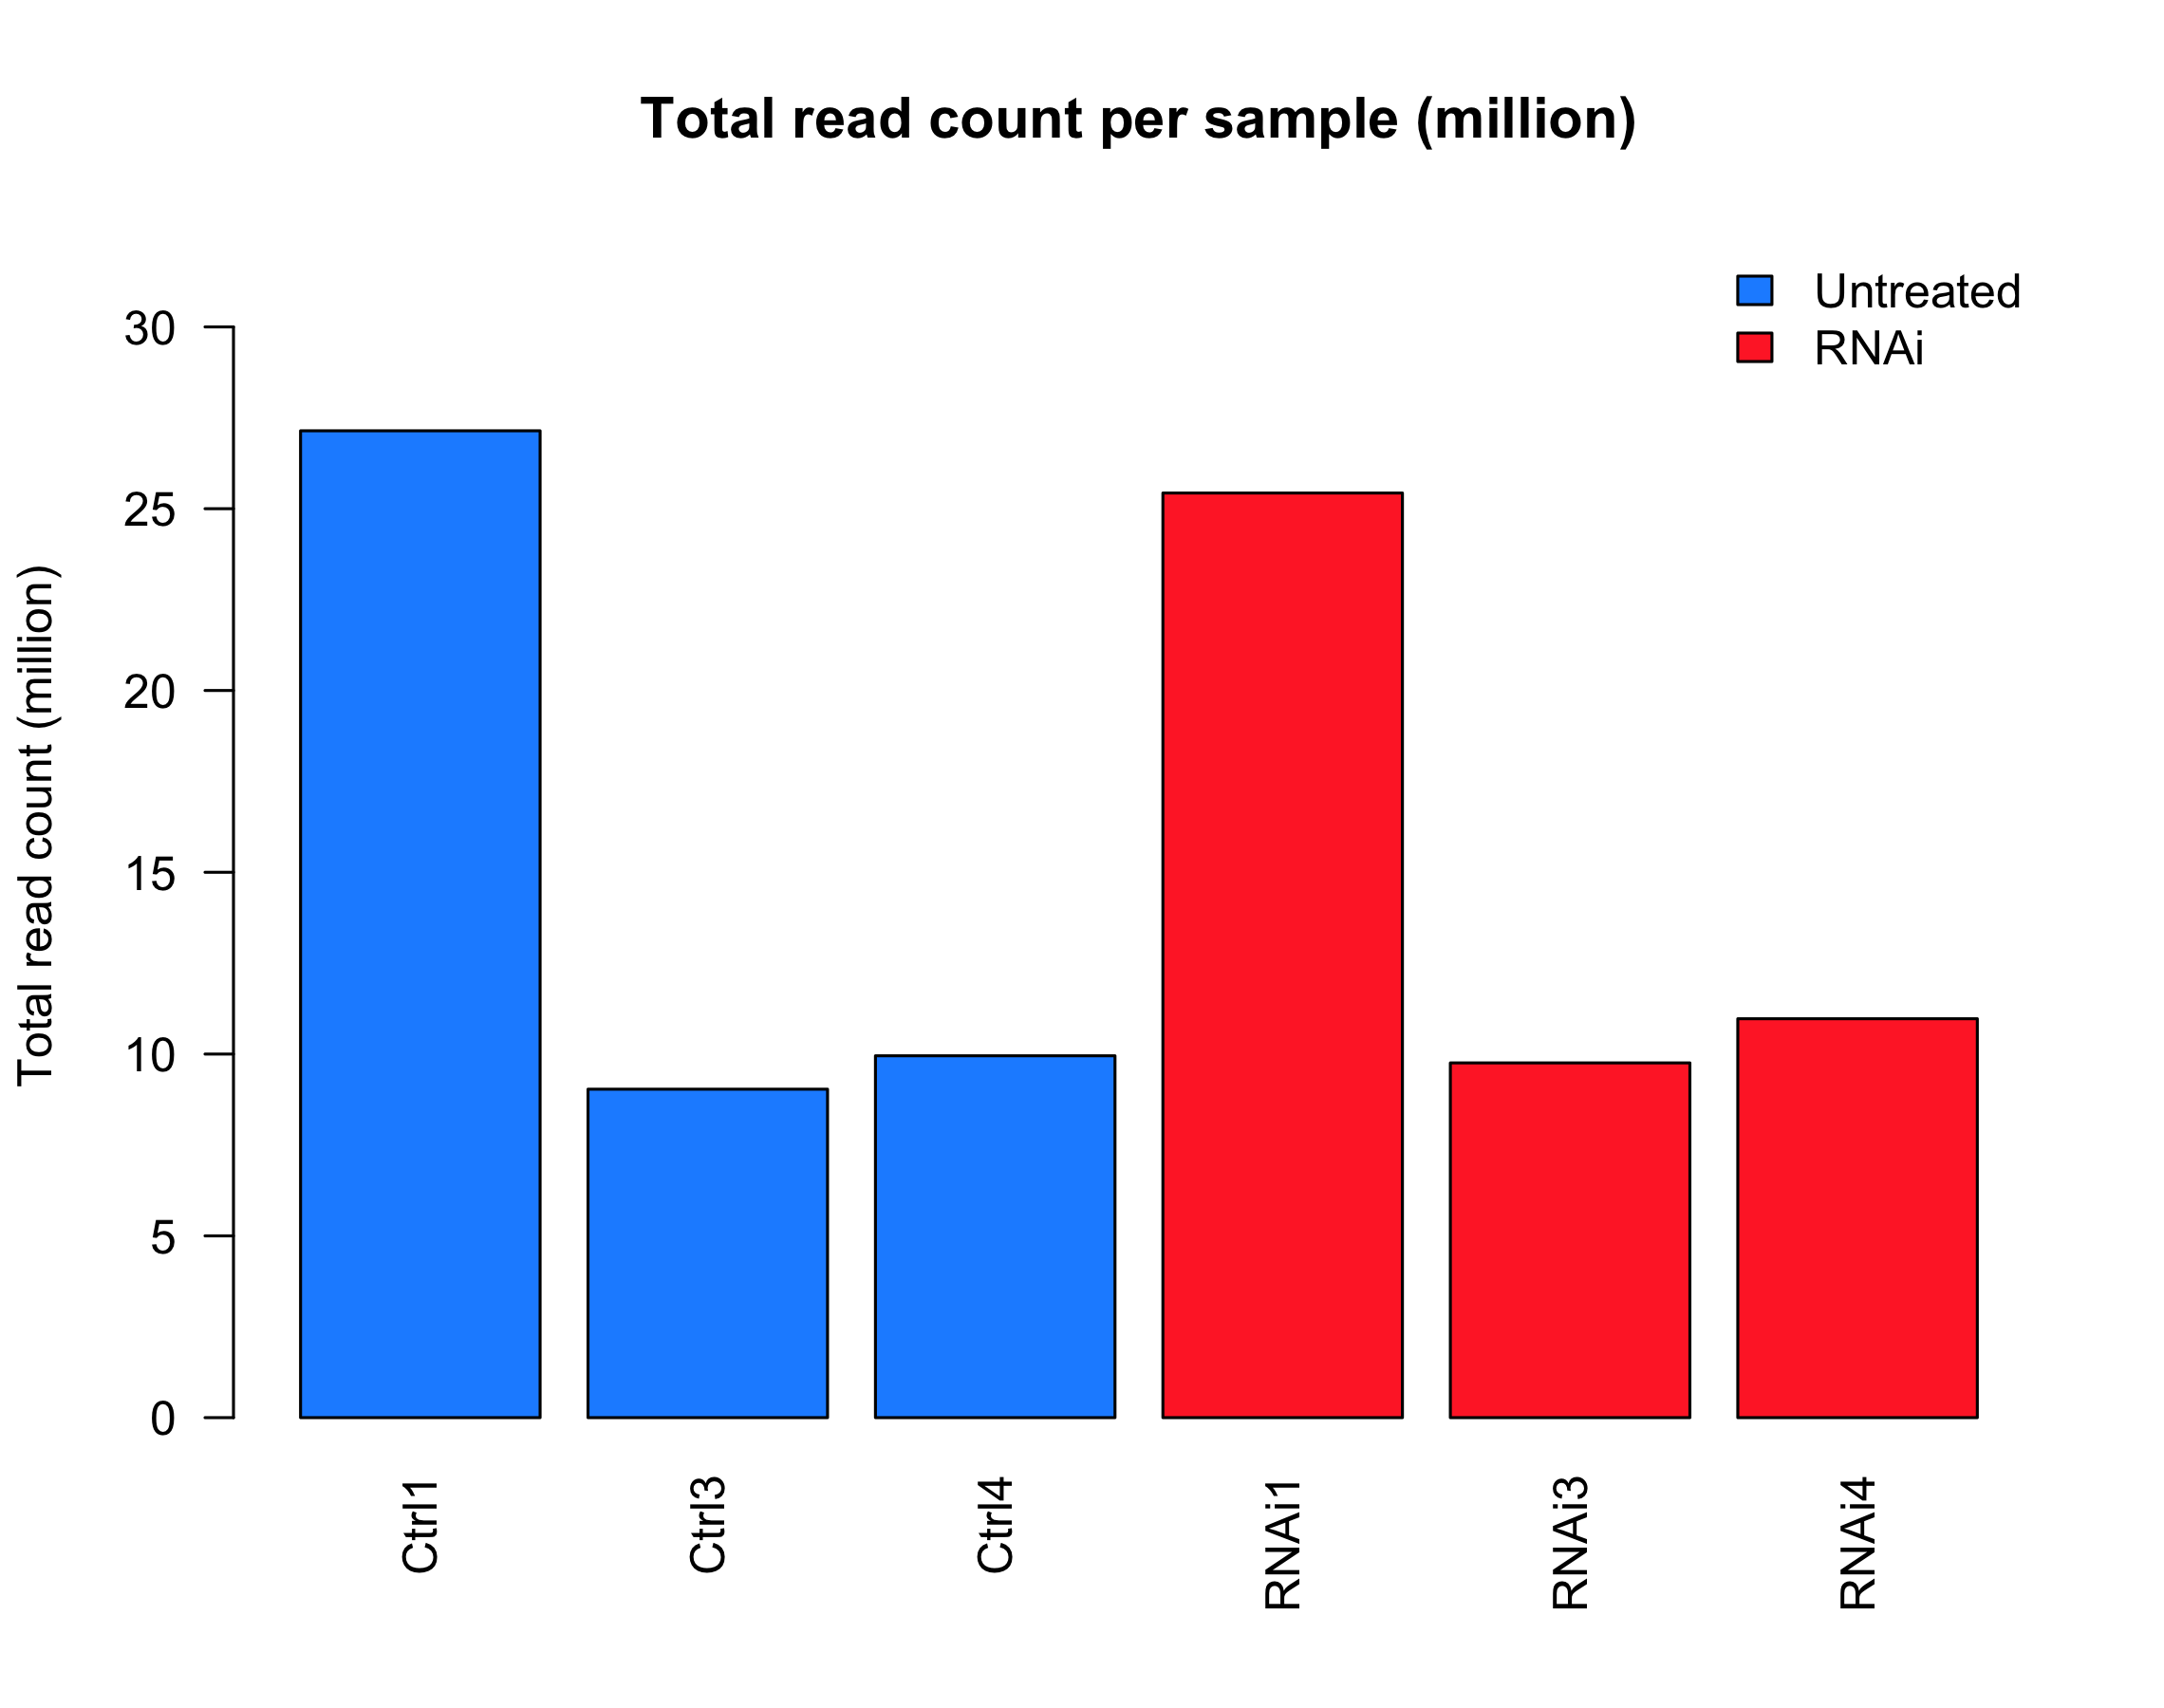 Total read count per sample (million)
Untreated
RNAi
Total read count (million)
30
25
20
15
10
5
0
Ctrl1
Ctrl3
Ctrl4
RNAi1
RNAi3
RNAi4